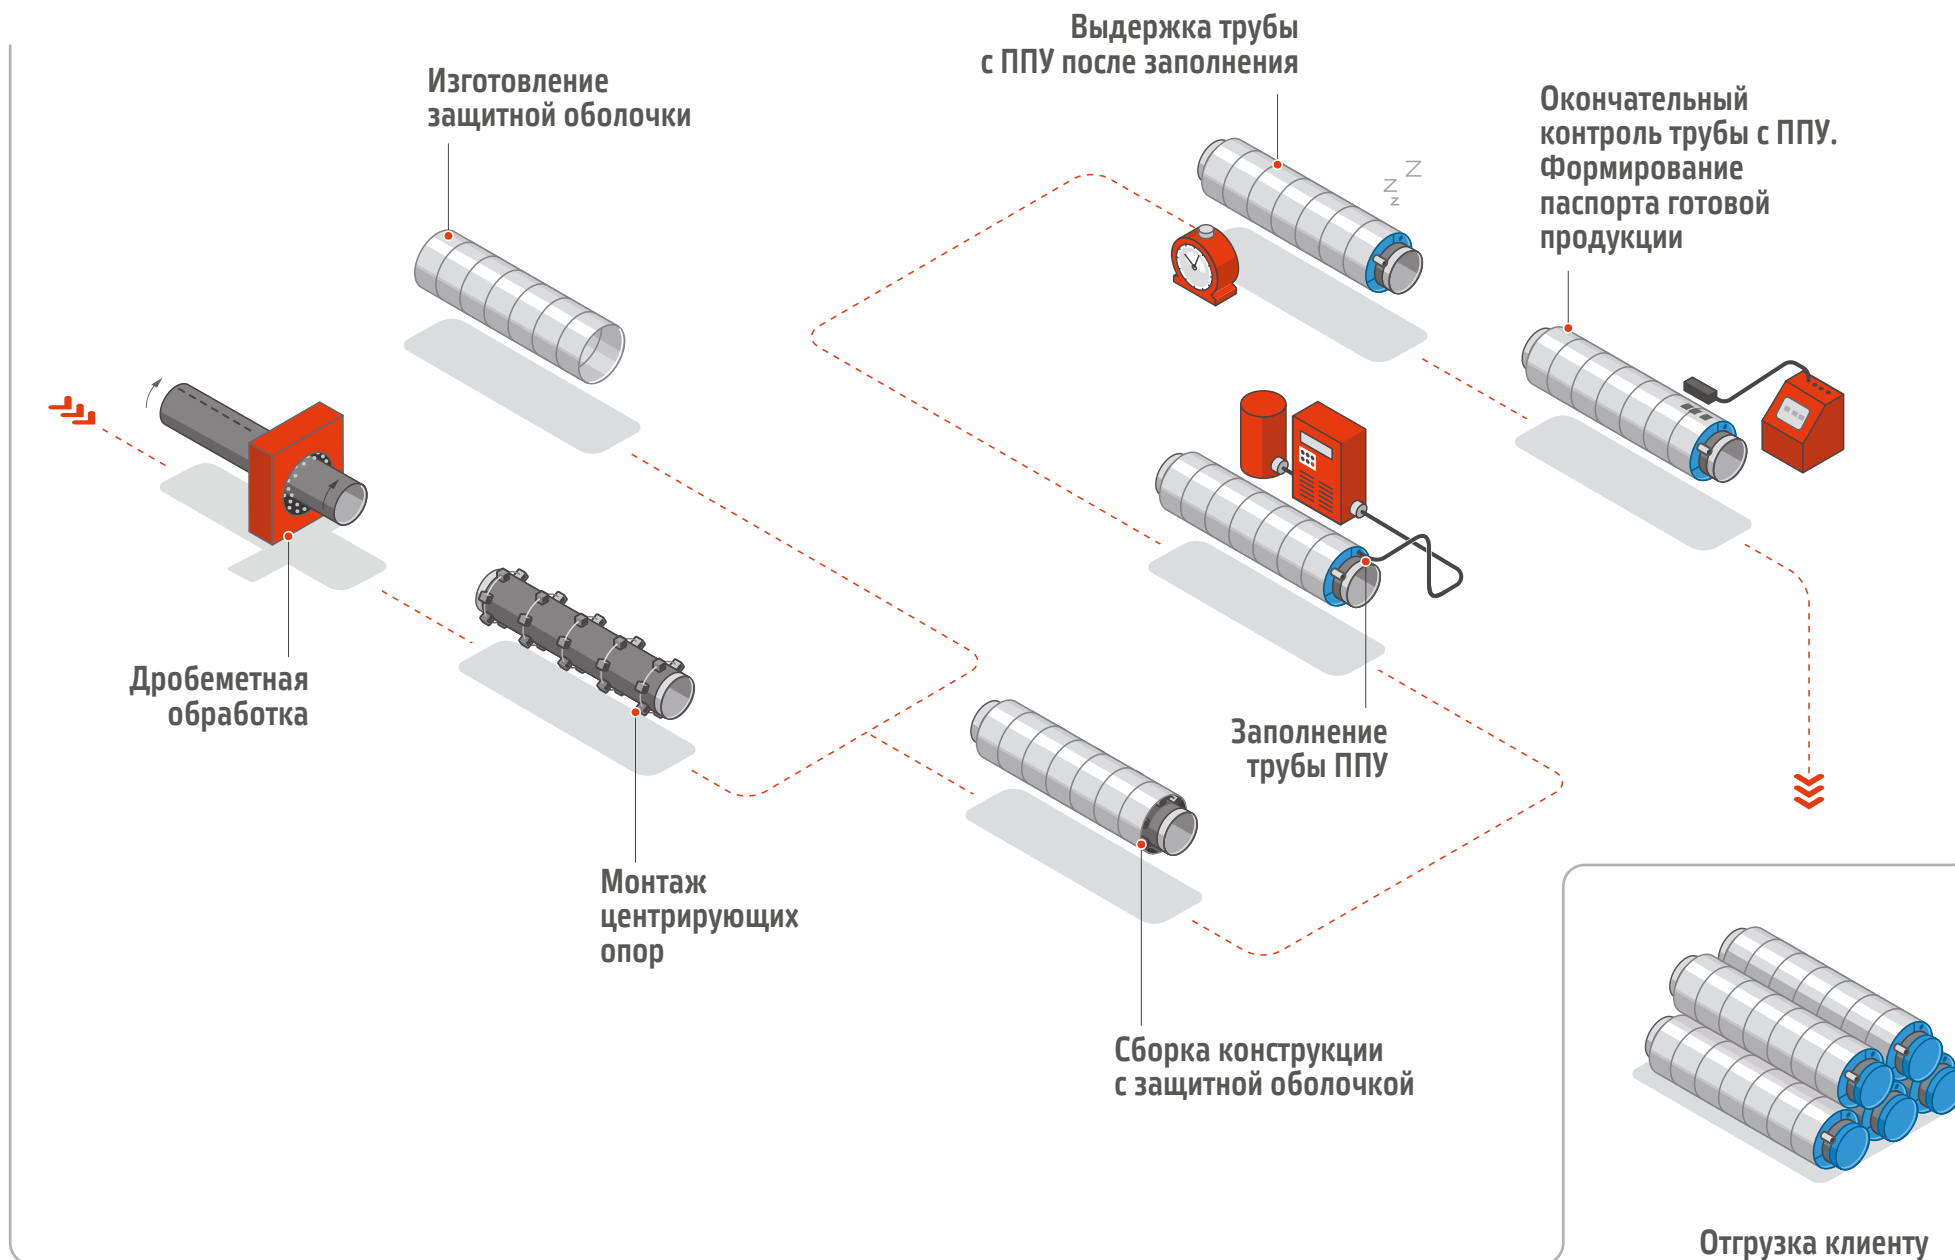 Выдержка трубы
с ППУ после заполнения
Изготовление
защитной оболочки
Окончательный
контроль трубы с ППУ.
Формирование
паспорта готовой
продукции
Z
Z
z
Дробеметная
обработка
Заполнение
трубы ППУ
Монтаж
центрирующих
опор
Сборка конструкции
с защитной оболочкой
Отгрузка клиенту